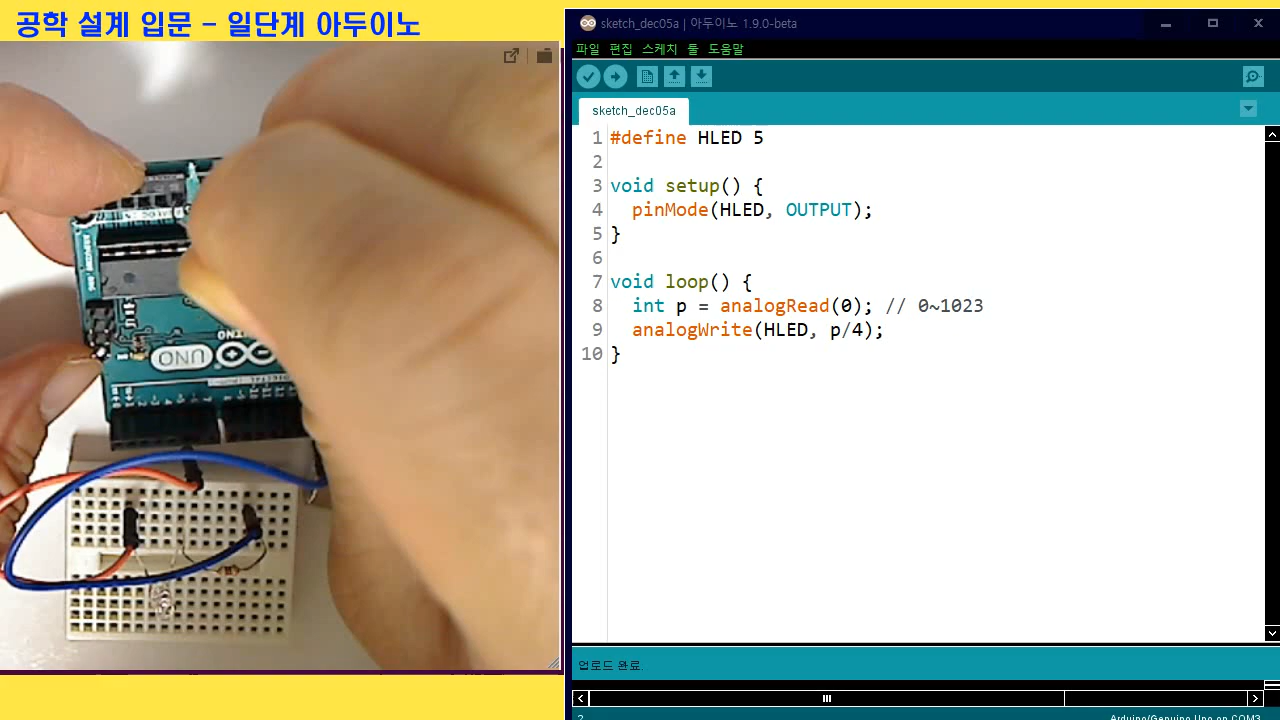 공학 설계 입문 - 일단계 아두이노
sketch_dec05a | 아두이노 1.9.0-beta
파일 편집 스케치 툴 도움말
sketch_dec05a
1 #define HLED 5
2
3 void setup() {
4 pinMode(HLED, OUTPUT);
5 }
6
7 void loop() {
8 int p = analogRead(0); // 0~1023
9 analogWrite(HLED, p/4);
10 }
업로드 완료.
2
Arduino/Genuino Uno on COM3
UNO